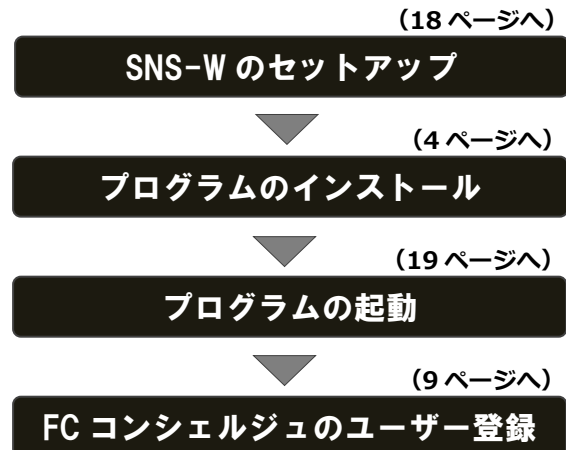 (18 ページへ)
SNS-W のセットアップ
(4 ページへ)
プログラムのインストール
(19 ページへ)
プログラムの起動
(9 ページへ)
FC コンシェルジュのユーザー登録